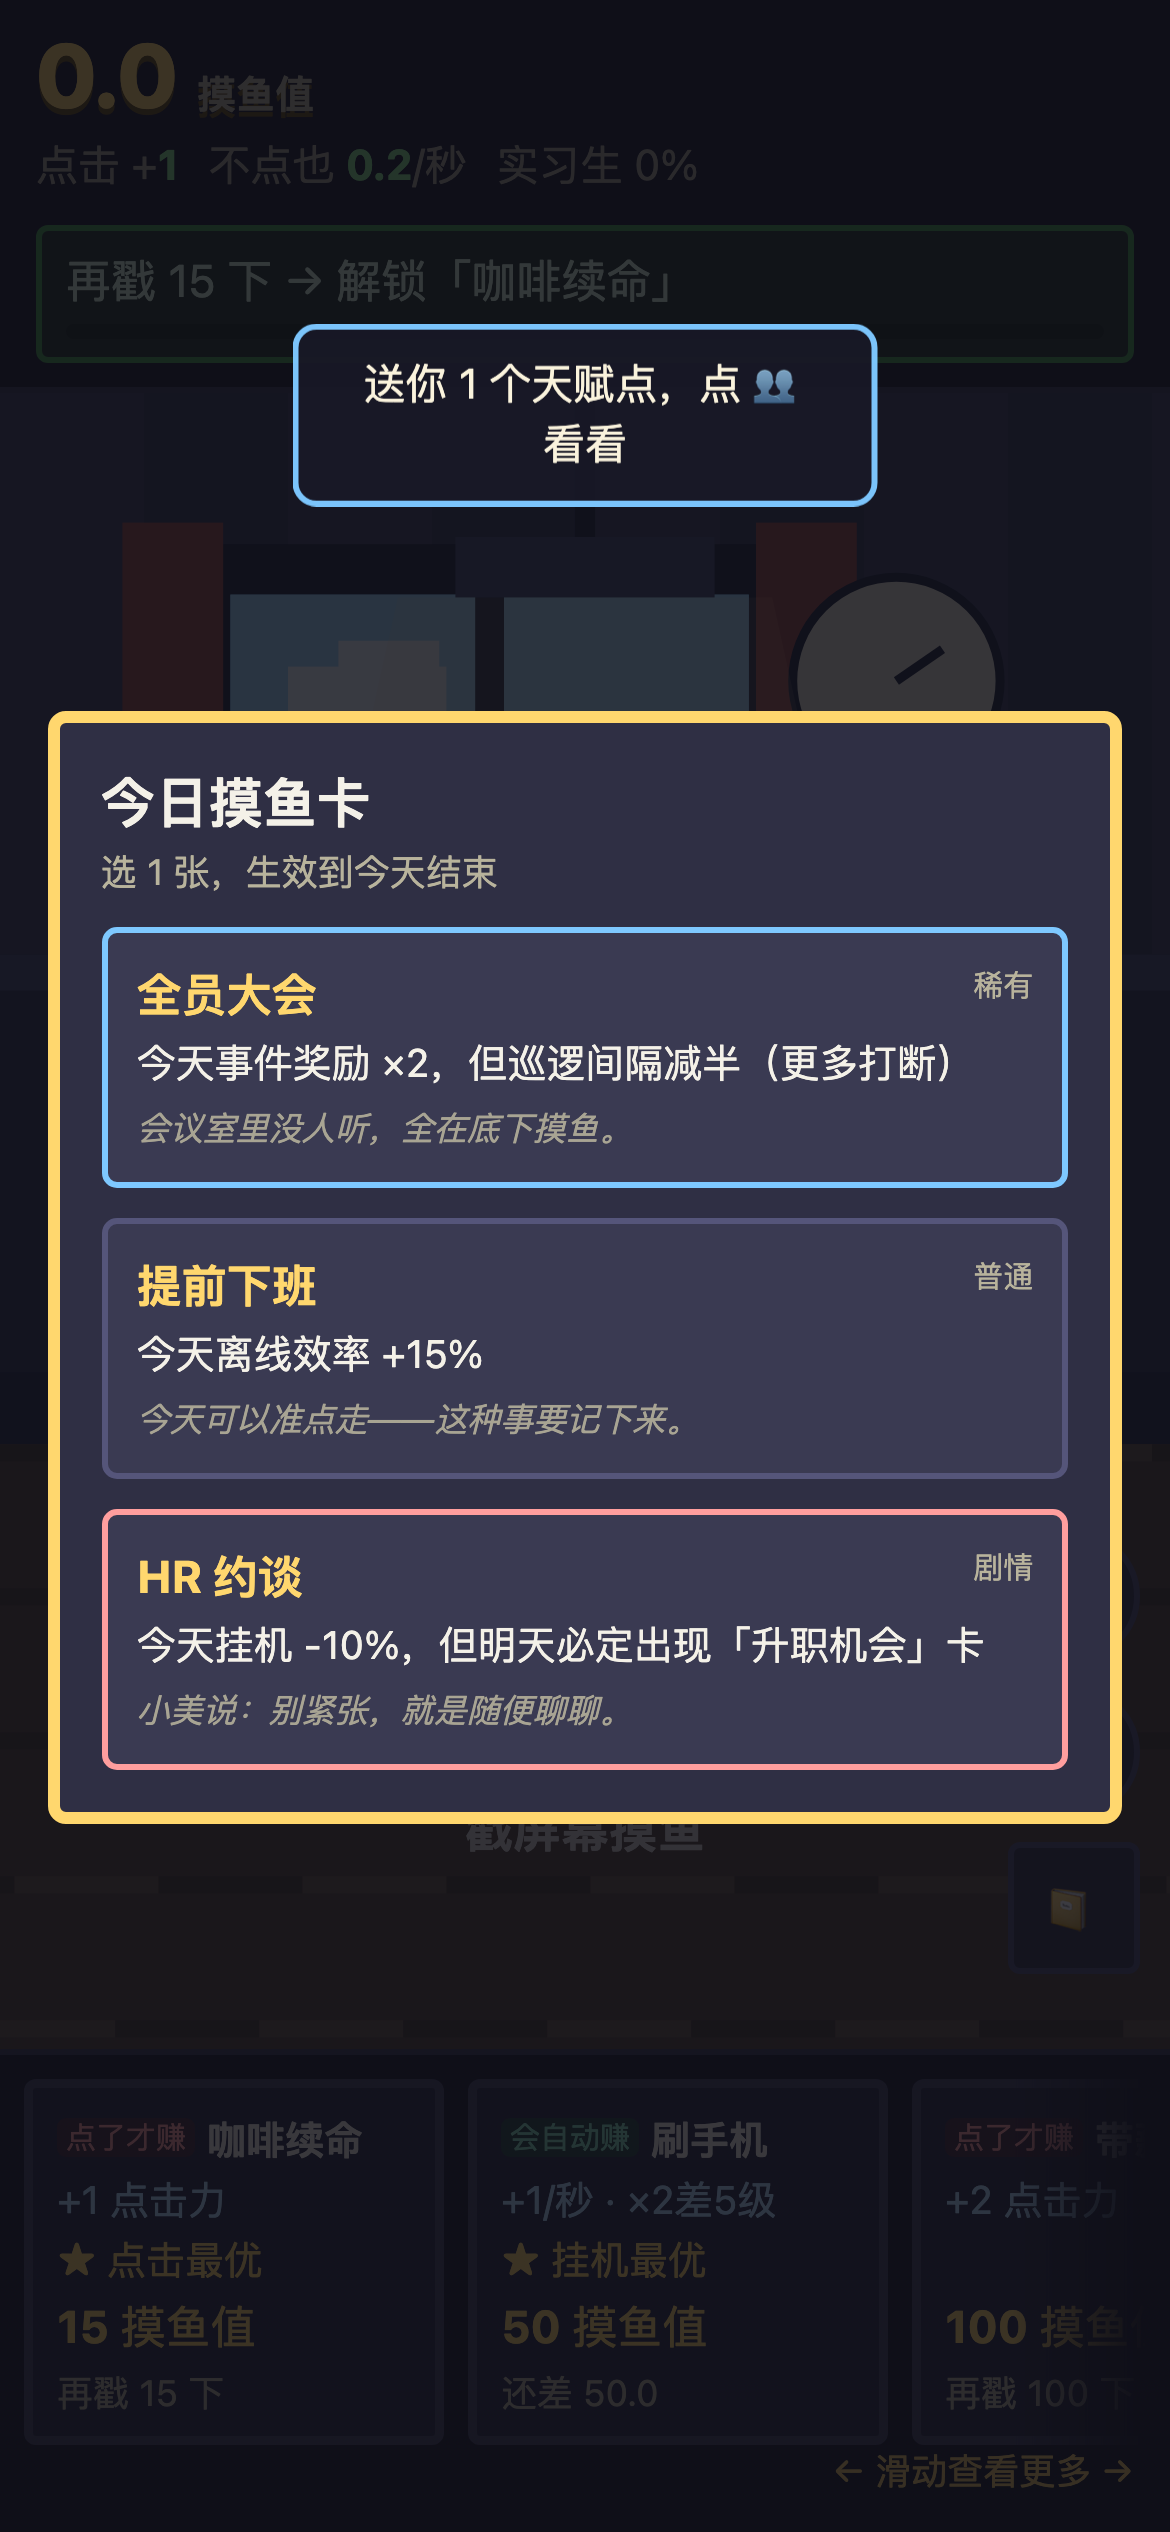 0.0 摸鱼值
点击 +1 不点也 0.2/秒 实习生 0%
再戳 15 下 → 解锁「咖啡续命」
送你 1 个天赋点，点 👥
看看
今日摸鱼卡
选 1 张，生效到今天结束
全员大会 稀有
今天事件奖励 ×2，但巡逻间隔减半（更多打断）
会议室里没人听，全在底下摸鱼。
提前下班 普通
今天离线效率 +15%
今天可以准点走——这种事要记下来。
HR 约谈 剧情
今天挂机 -10%，但明天必定出现「升职机会」卡
小美说：别紧张，就是随便聊聊。
戳屏幕摸鱼
点了才赚 咖啡续命
+1 点击力
★ 点击最优
15 摸鱼值
再戳 15 下
会自动赚 刷手机
+1/秒 · ×2差5级
★ 挂机最优
50 摸鱼值
还差 50.0
点了才赚 带
+2 点击力
100 摸鱼
再戳 100 下
← 滑动查看更多 →